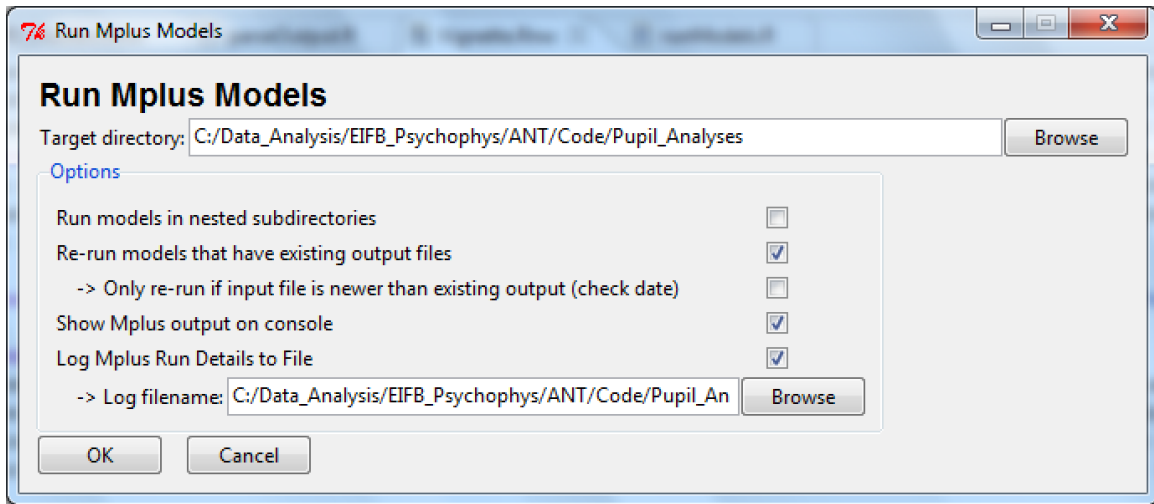 Run Mplus Models
Run Mplus Models
Target directory: C:/Data_Analysis/EIFB_Psychophys/ANT/Code/Pupil_Analyses Browse
Options
Run models in nested subdirectories
Re-run models that have existing output files
-> Only re-run if input file is newer than existing output (check date)
Show Mplus output on console
Log Mplus Run Details to File
-> Log filename: C:/Data_Analysis/EIFB_Psychophys/ANT/Code/Pupil_An Browse
OK Cancel